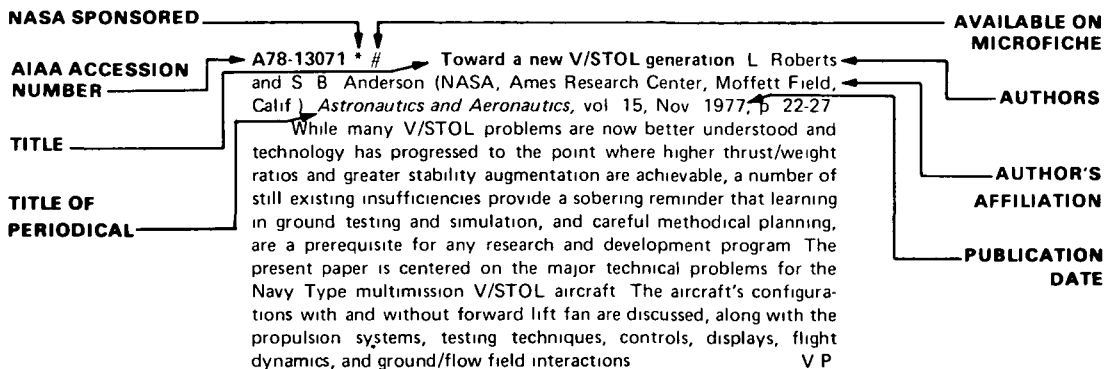 NASA SPONSORED
AVAILABLE ON
MICROFICHE
AIAA ACCESSION
NUMBER
TITLE
TITLE OF
PERIODICAL
A78-13071 * # Toward a new V/STOL generation L Roberts
and S B Anderson (NASA, Ames Research Center, Moffett Field,
Calif ) Astronautics and Aeronautics, vol 15, Nov 1977, p 22-27
While many V/STOL problems are now better understood and
technology has progressed to the point where higher thrust/weight
ratios and greater stability augmentation are achievable, a number of
still existing insufficiencies provide a sobering reminder that learning
in ground testing and simulation, and careful methodical planning,
are a prerequisite for any research and development program The
present paper is centered on the major technical problems for the
Navy Type multimission V/STOL aircraft The aircraft's configura-
tions with and without forward lift fan are discussed, along with the
propulsion systems, testing techniques, controls, displays, flight
dynamics, and ground/flow field interactions V P
AUTHORS
AUTHOR'S
AFFILIATION
PUBLICATION
DATE